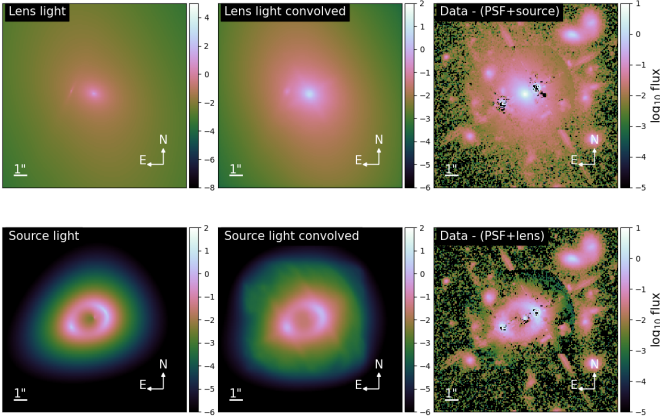 Lens light
N
E
1"
4
2
0
−2
−4
−6
−8
Lens light convolved
N
E
1"
2
1
0
−1
−2
−3
−4
−5
−6
Data - (PSF+source)
N
E
1"
1
0
−1
−2
−3
−4
−5
log₁₀ flux
Source light
N
E
1"
2
1
0
−1
−2
−3
−4
−5
−6
Source light convolved
N
E
1"
2
1
0
−1
−2
−3
−4
−5
−6
Data - (PSF+lens)
N
E
1"
1
0
−1
−2
−3
−4
−5
log₁₀ flux